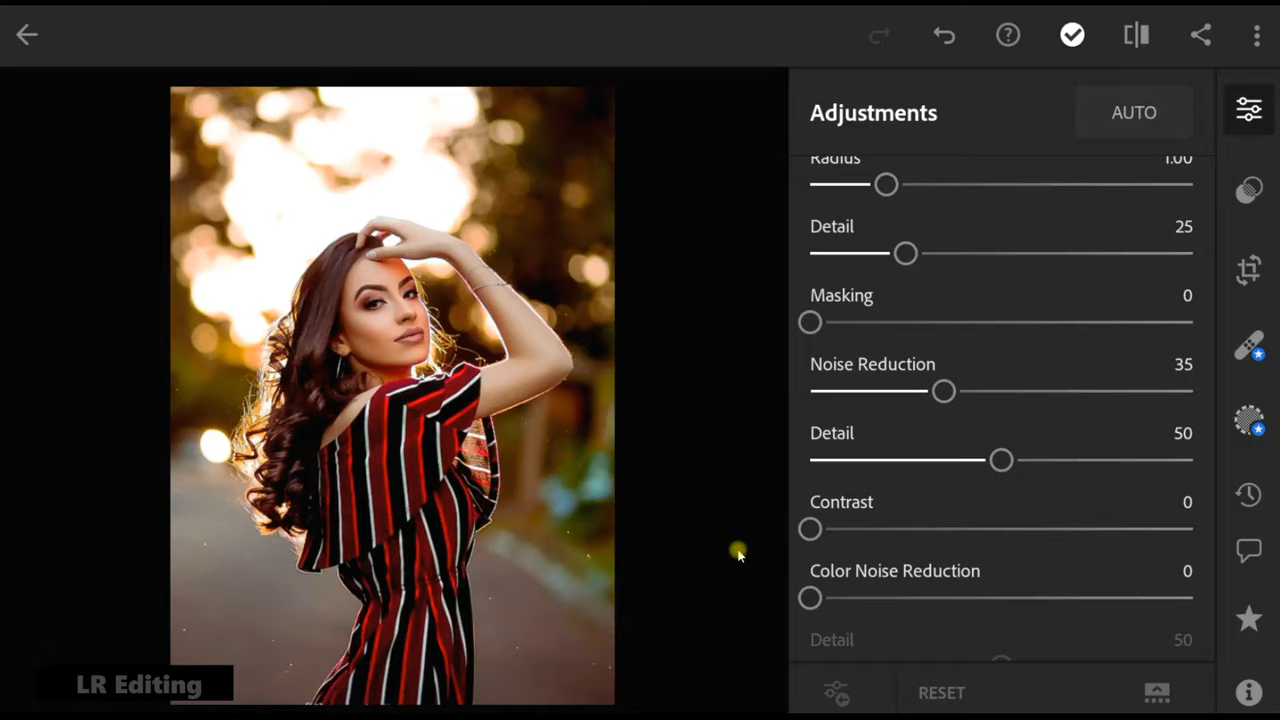 Adjustments
AUTO
Radius 1.00
Detail 25
Masking 0
Noise Reduction 35
Detail 50
Contrast 0
Color Noise Reduction 0
Detail 50
RESET
LR Editing